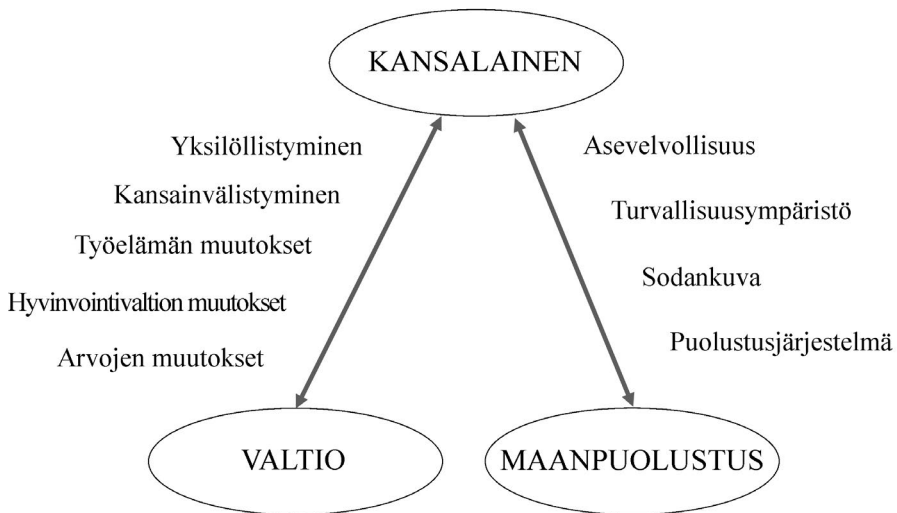 KANSALAINEN
Yksilöllistyminen
Kansainvälistyminen
Työelämän muutokset
Hyvinvointivaltion muutokset
Arvojen muutokset
Asevelvollisuus
Turvallisuusympäristö
Sodankuva
Puolustusjärjestelmä
VALTIO
MAANPUOLUSTUS